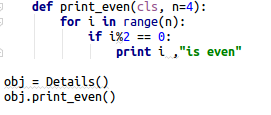 def print_even(cls, n=4):
for i in range(n):
if i%2 == 0:
print i ,"is even"
obj = Details()
obj.print_even()